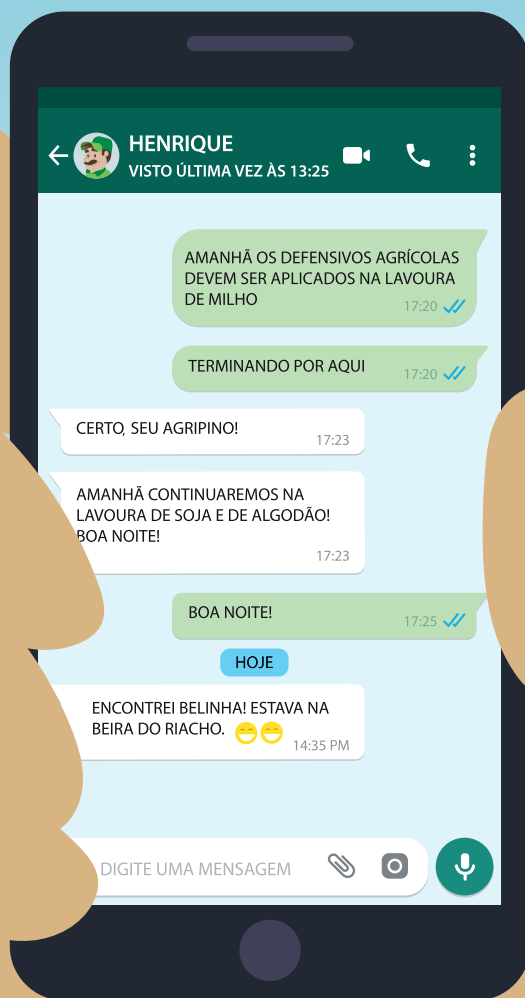 HENRIQUE
VISTO ÚLTIMA VEZ ÀS 13:25
AMANHÃ OS DEFENSIVOS AGRÍCOLAS
DEVEM SER APLICADOS NA LAVOURA
DE MILHO
17:20
TERMINANDO POR AQUI
17:20
CERTO, SEU AGRIPINO!
17:23
AMANHÃ CONTINUAREMOS NA
LAVOURA DE SOJA E DE ALGODÃO!
BOA NOITE!
17:23
BOA NOITE!
17:25
HOJE
ENCONTREI BELINHA! ESTAVA NA
BEIRA DO RIACHO.
14:35 PM
DIGITE UMA MENSAGEM